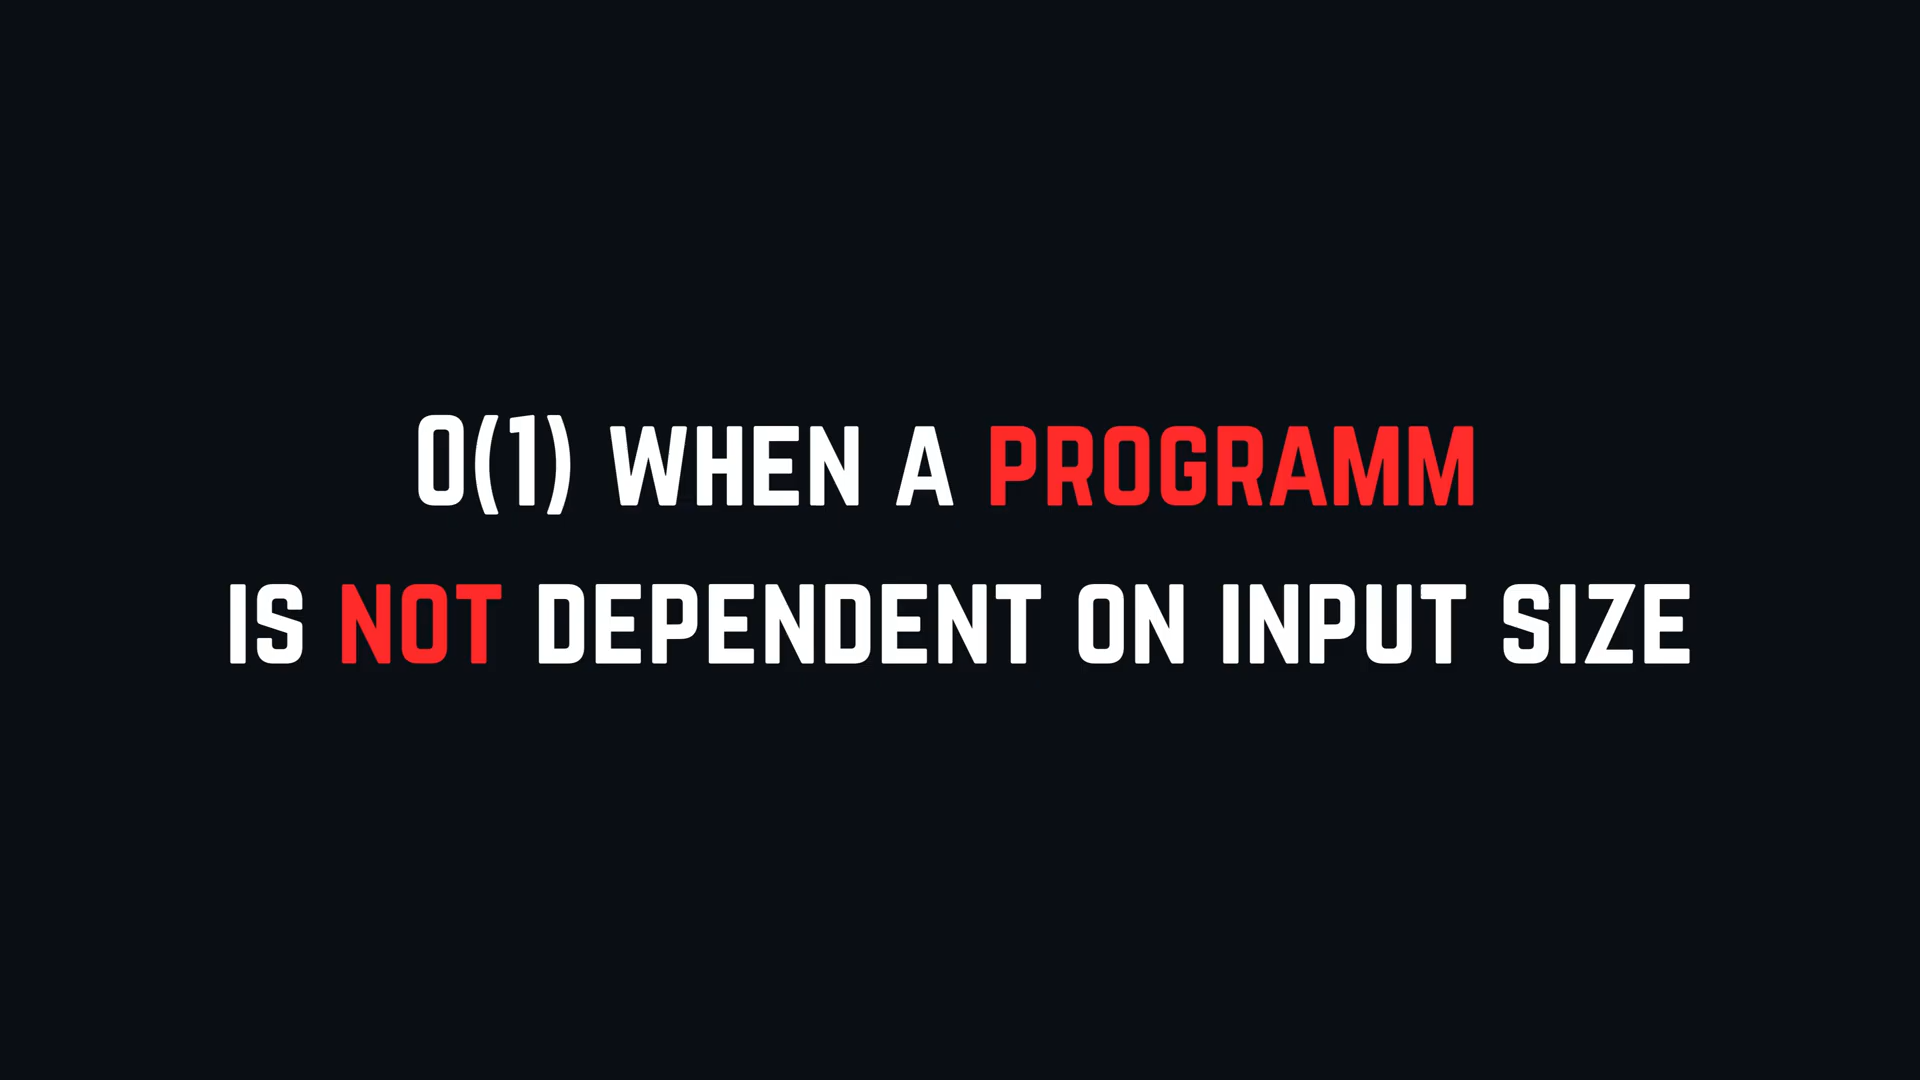 O(1) WHEN A PROGRAMM
IS NOT DEPENDENT ON INPUT SIZE